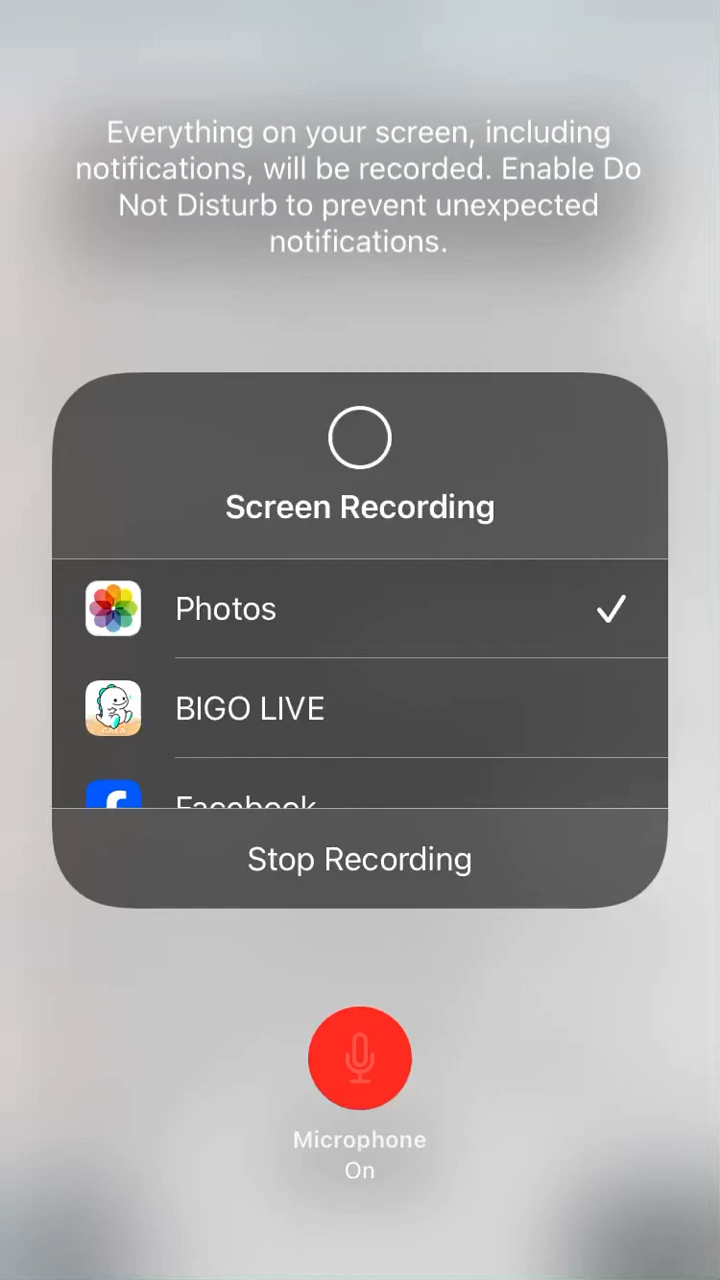 Everything on your screen, including
notifications, will be recorded. Enable Do
Not Disturb to prevent unexpected
notifications.
Screen Recording
Photos
BIGO LIVE
Facebook
Stop Recording
Microphone
On